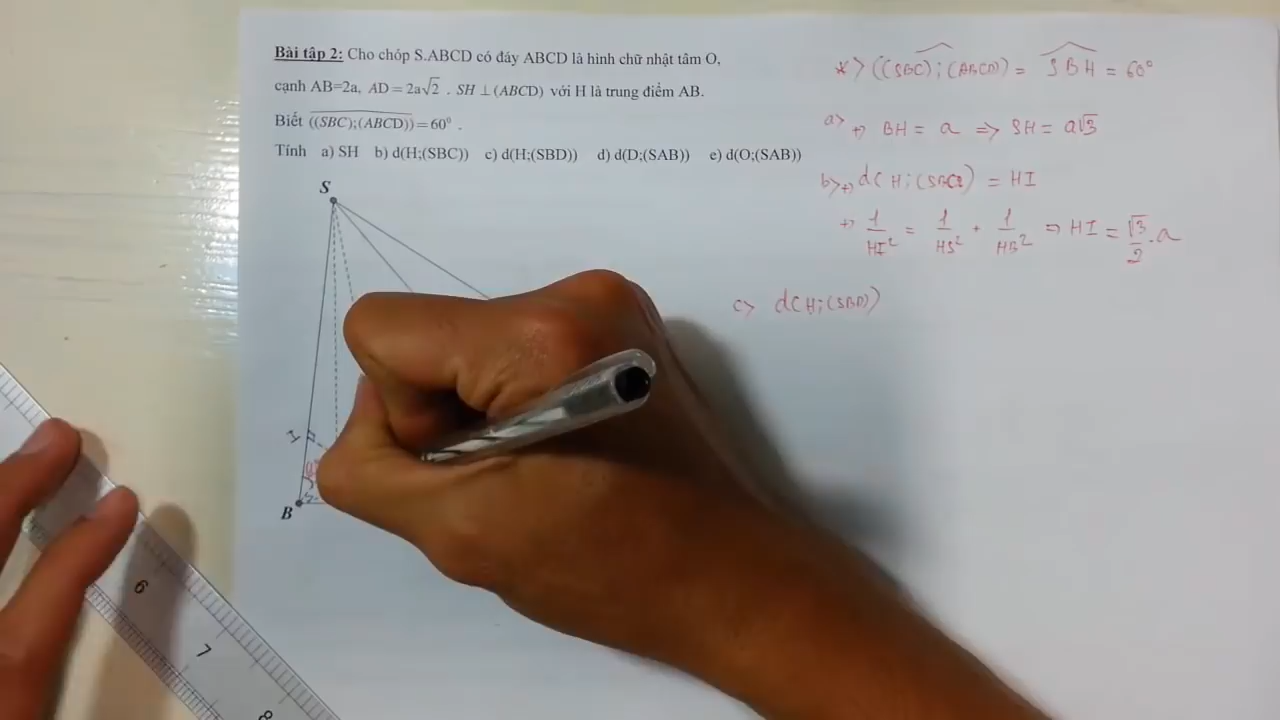 Bài tập 2: Cho chóp S.ABCD có đáy ABCD là hình chữ nhật tâm O,
cạnh AB=2a, AD = 2a√2 . SH ⊥ (ABCD) với H là trung điểm AB.
Biết ((SBC);(ABCD)) = 60⁰ .
Tính a) SH b) d(H;(SBC)) c) d(H;(SBD)) d) d(D;(SAB)) e) d(O;(SAB))
*> ((SBC);(ABCD)) = SBH = 60°
a> +) BH = a => SH = a√3
b> +) d(H;(SBC)) = HI
+) 1/HI² = 1/HS² + 1/HB² => HI = √3/2 . a
c> d(H;(SBD))
S
I
B
6
7
8